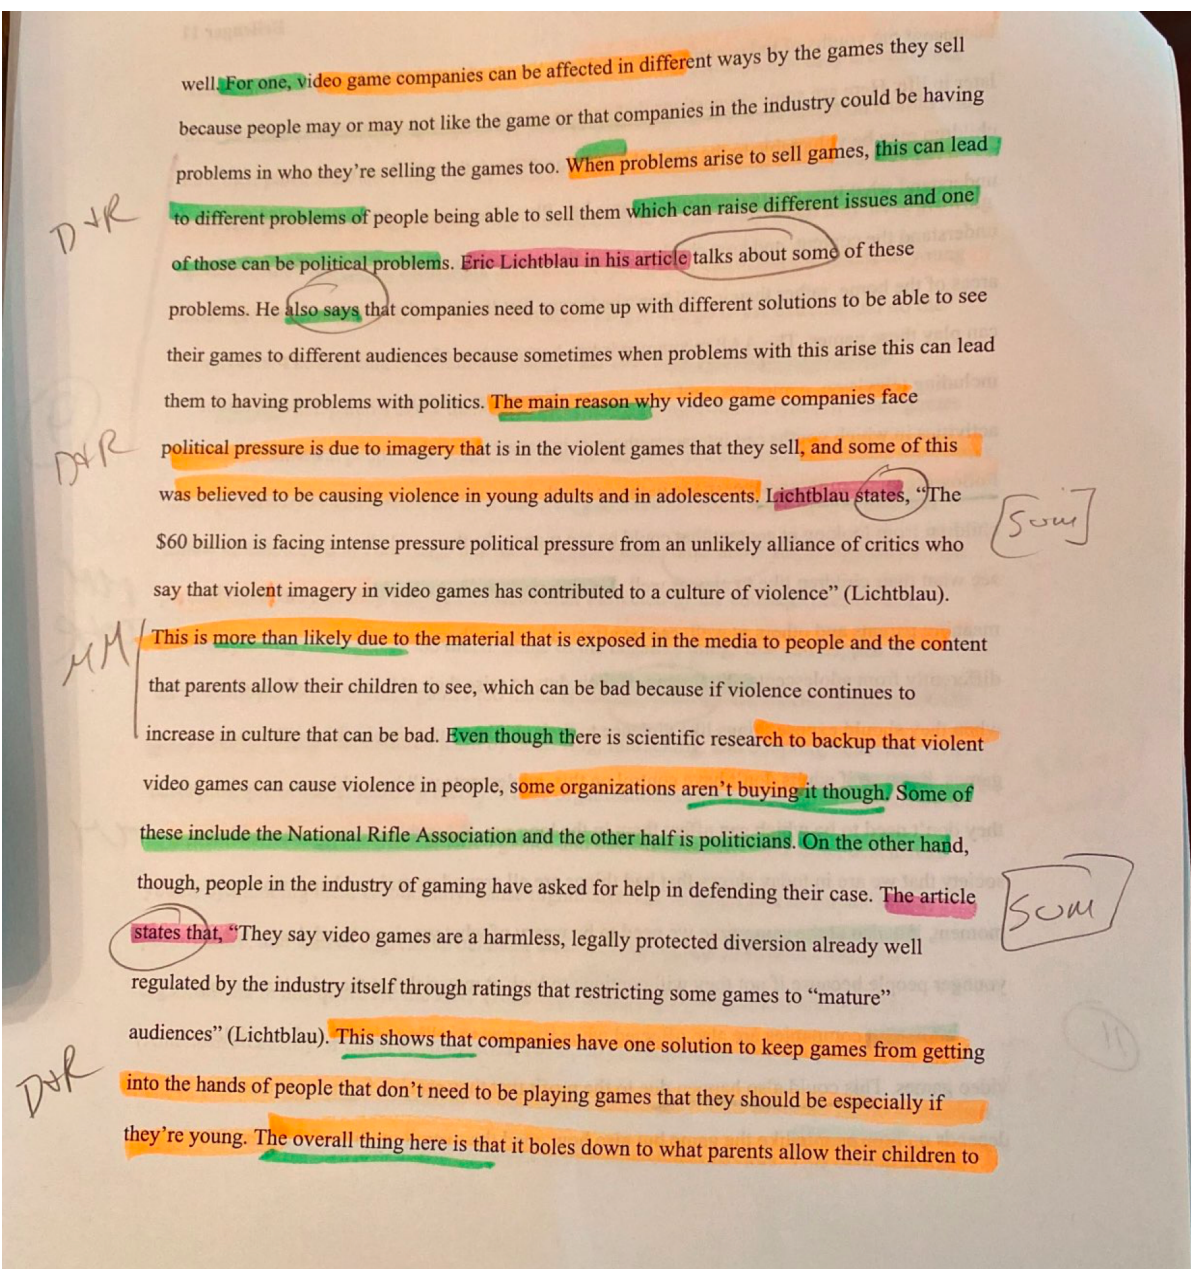 well. For one, video game companies can be affected in different ways by the games they sell
because people may or may not like the game or that companies in the industry could be having
problems in who they’re selling the games too. When problems arise to sell games, this can lead
D+R
to different problems of people being able to sell them which can raise different issues and one
of those can be political problems. Eric Lichtblau in his article talks about some of these
problems. He also says that companies need to come up with different solutions to be able to see
their games to different audiences because sometimes when problems with this arise this can lead
them to having problems with politics. The main reason why video game companies face
D+R
political pressure is due to imagery that is in the violent games that they sell, and some of this
was believed to be causing violence in young adults and in adolescents. Lichtblau states, “The
[Sum]
$60 billion is facing intense pressure political pressure from an unlikely alliance of critics who
say that violent imagery in video games has contributed to a culture of violence” (Lichtblau).
MM
This is more than likely due to the material that is exposed in the media to people and the content
that parents allow their children to see, which can be bad because if violence continues to
increase in culture that can be bad. Even though there is scientific research to backup that violent
video games can cause violence in people, some organizations aren’t buying it though. Some of
these include the National Rifle Association and the other half is politicians. On the other hand,
though, people in the industry of gaming have asked for help in defending their case. The article
Sum
states that, “They say video games are a harmless, legally protected diversion already well
regulated by the industry itself through ratings that restricting some games to “mature”
audiences” (Lichtblau). This shows that companies have one solution to keep games from getting
D+R
into the hands of people that don’t need to be playing games that they should be especially if
they’re young. The overall thing here is that it boles down to what parents allow their children to